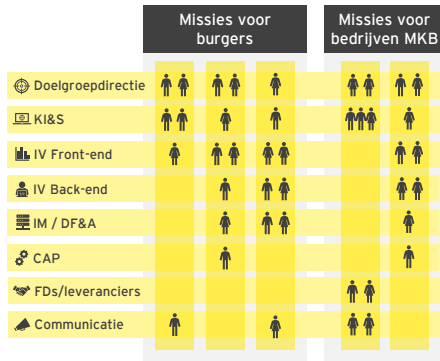 Missies voor
burgers
Missies voor
bedrijven MKB
Doelgroepdirectie
KI&S
IV Front-end
IV Back-end
IM / DF&A
CAP
FDs/leveranciers
Communicatie